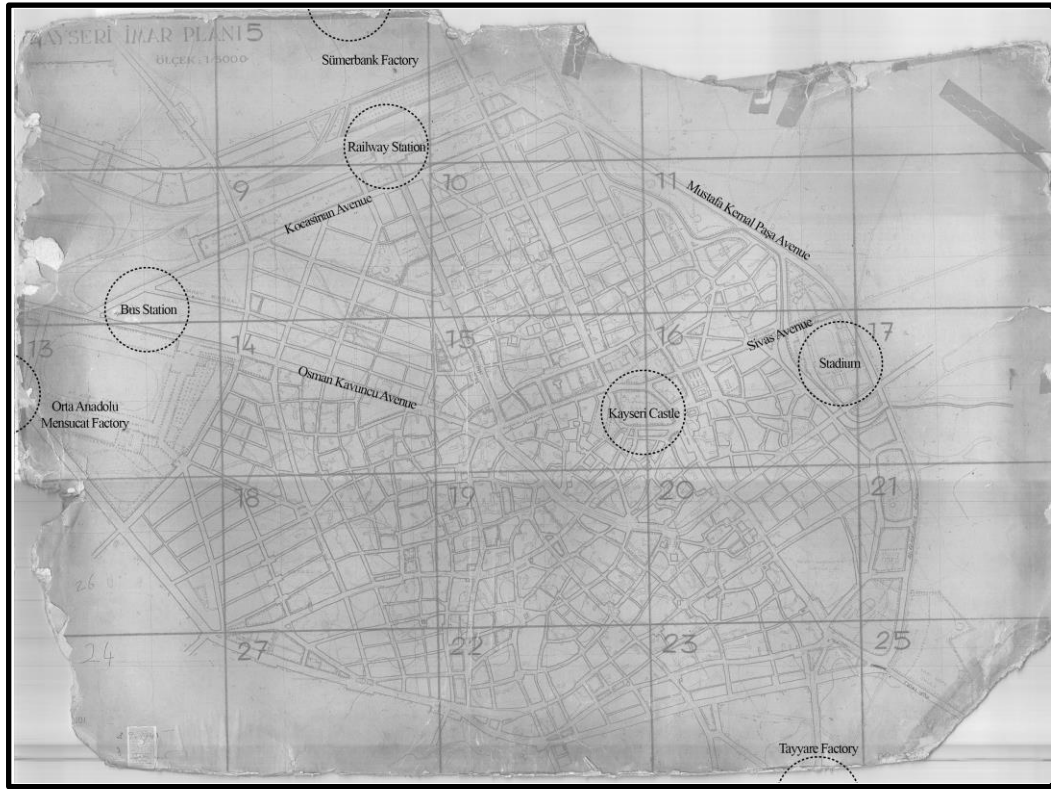 KAYSERİ İMAR PLANI 5
ÖLÇEK: 1/5000
Sümerbank Factory
Railway Station
9
10
11
Kocasinan Avenue
Mustafa Kemal Paşa Avenue
Bus Station
13
14
15
16
17
Sivas Avenue
Stadium
Osman Kavuncu Avenue
Kayseri Castle
Orta Anadolu
Mensucat Factory
18
19
20
21
26
24
27
22
23
25
Tayyare Factory